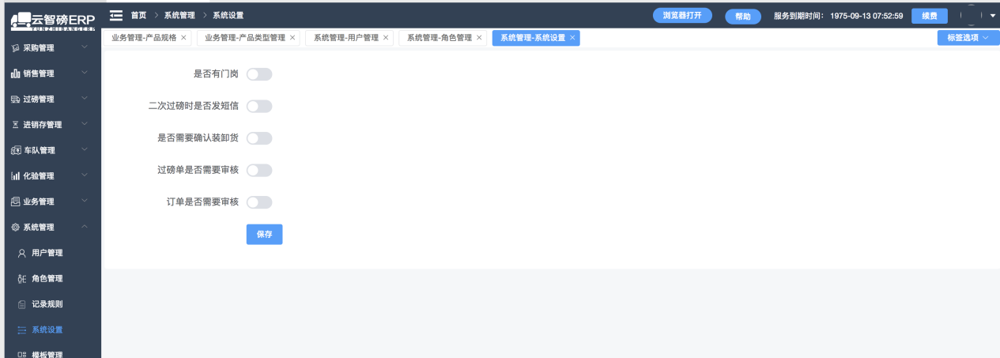 云智磅ERP
YUNZHIBANGERP
首页 > 系统管理 > 系统设置
浏览器打开
帮助
服务到期时间： 1975-09-13 07:52:59
续费
业务管理-产品规格 ×
业务管理-产品类型管理 ×
系统管理-用户管理 ×
系统管理-角色管理 ×
系统管理-系统设置 ×
标签选项
采购管理
销售管理
过磅管理
进销存管理
车队管理
化验管理
业务管理
系统管理
用户管理
角色管理
记录规则
系统设置
模板管理
是否有门岗
二次过磅时是否发短信
是否需要确认装卸货
过磅单是否需要审核
订单是否需要审核
保存